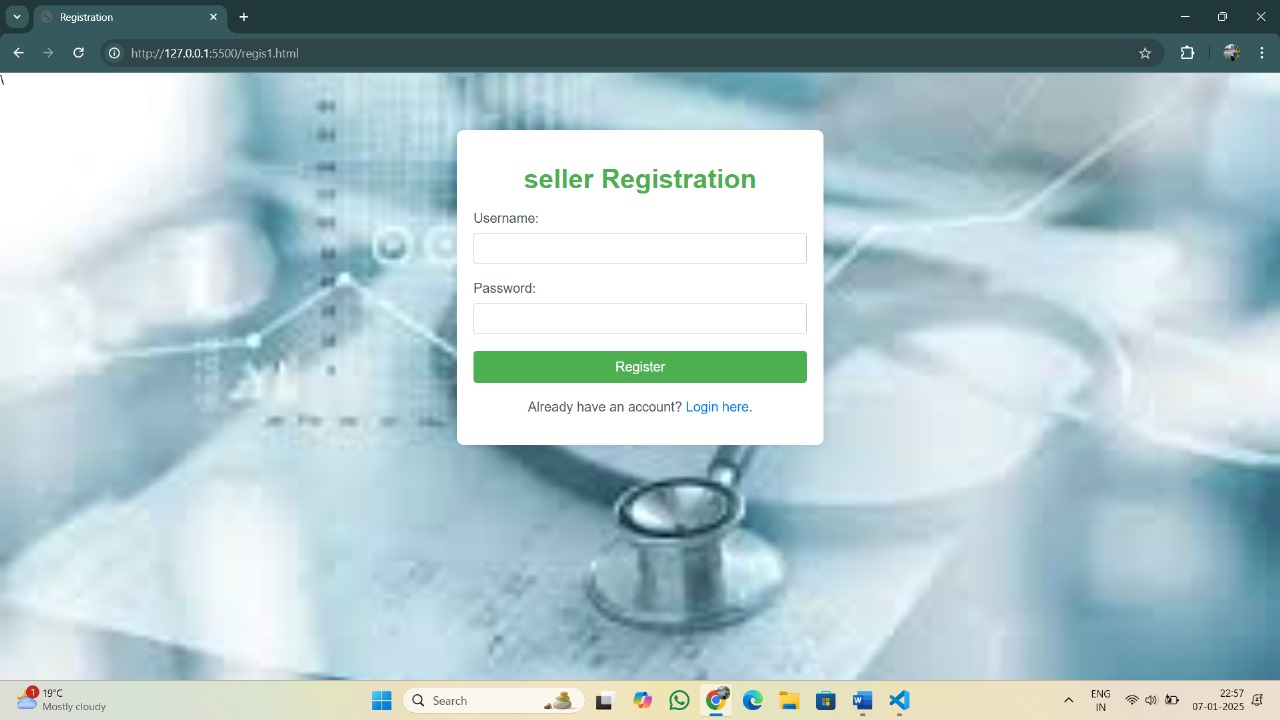 Registration
http://127.0.0.1:5500/regis1.html
\
seller Registration
Username:
Password:
Register
Already have an account? Login here.
1
19°C
Mostly cloudy
Search
ENG
IN
22:57
07-01-2025